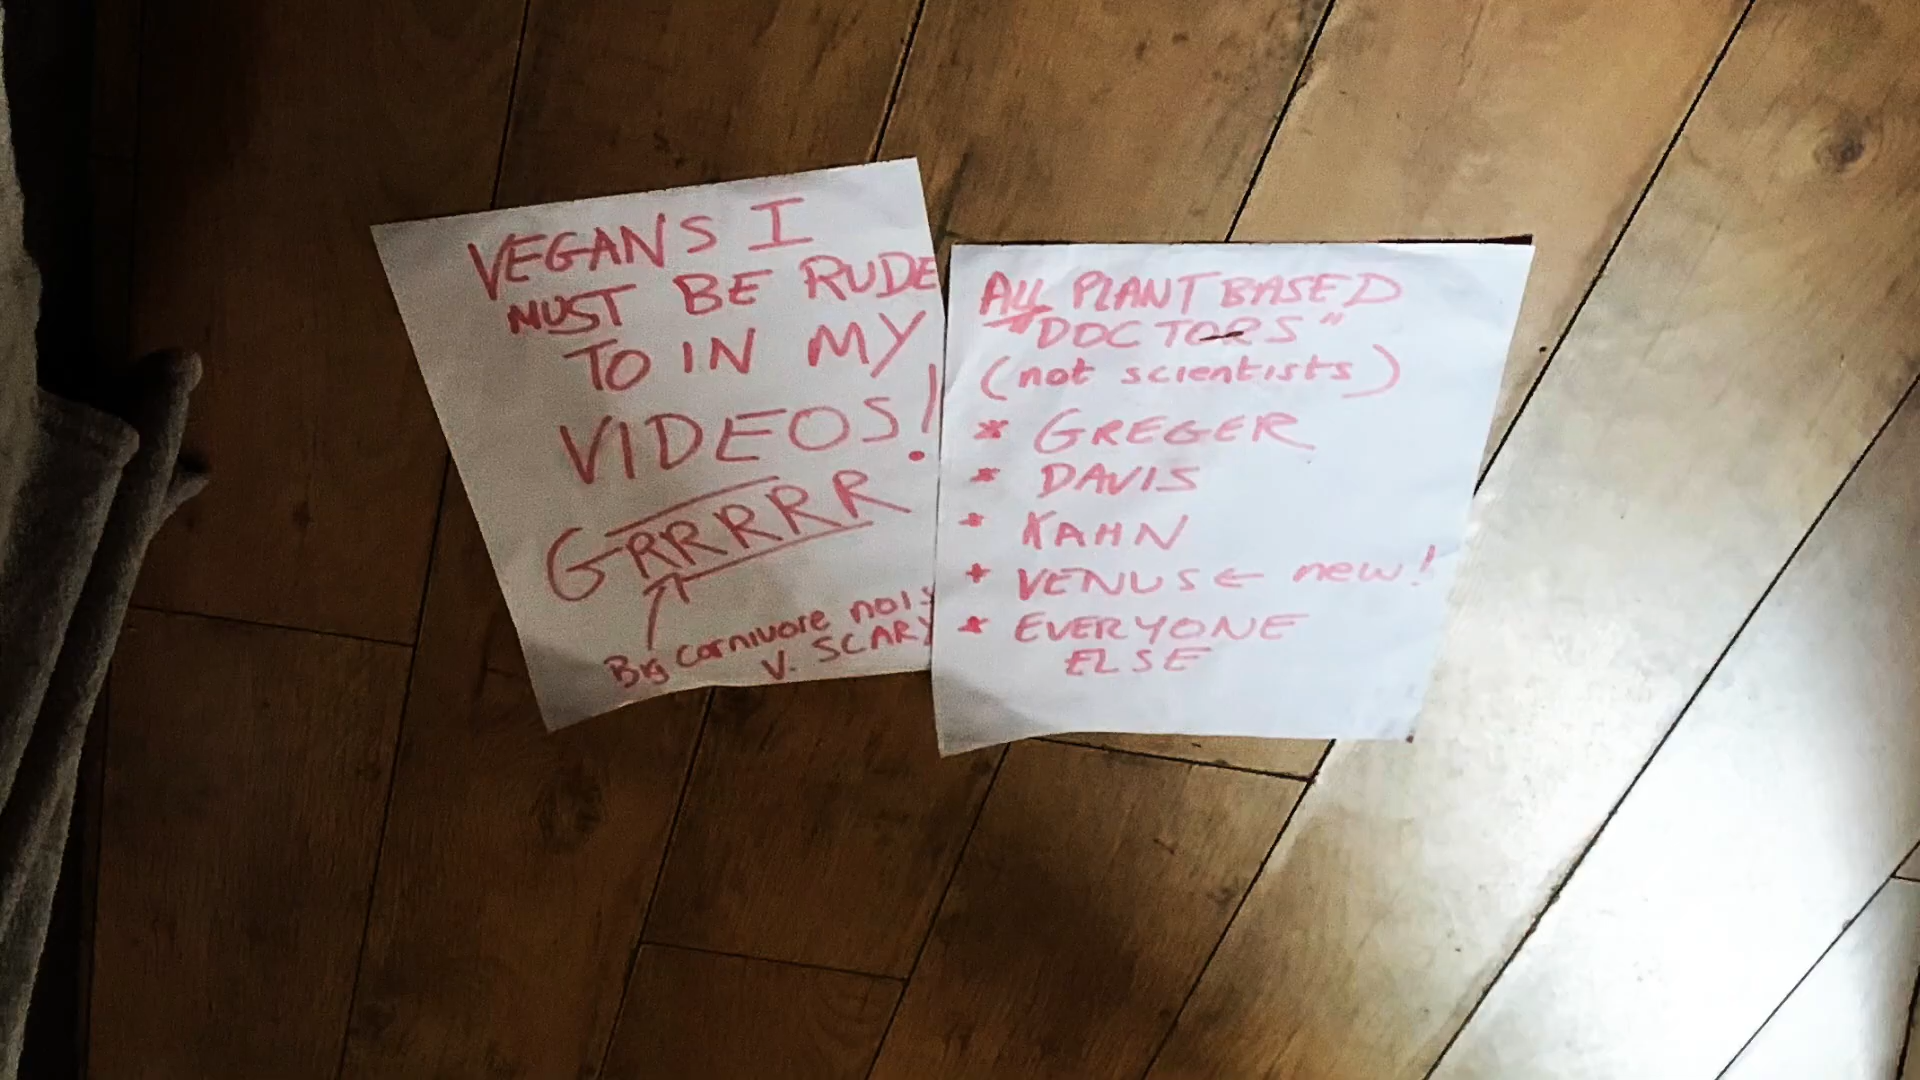 VEGANS I
MUST BE RUDE
TO IN MY
VIDEOS!
GRRRRR
Big carnivore nois
V. SCARY
ALL PLANT BASED
"DOCTORS"
(not scientists)
* GREGER
* DAVIS
* KAHN
* VENUS ← new!
* EVERYONE
ELSE